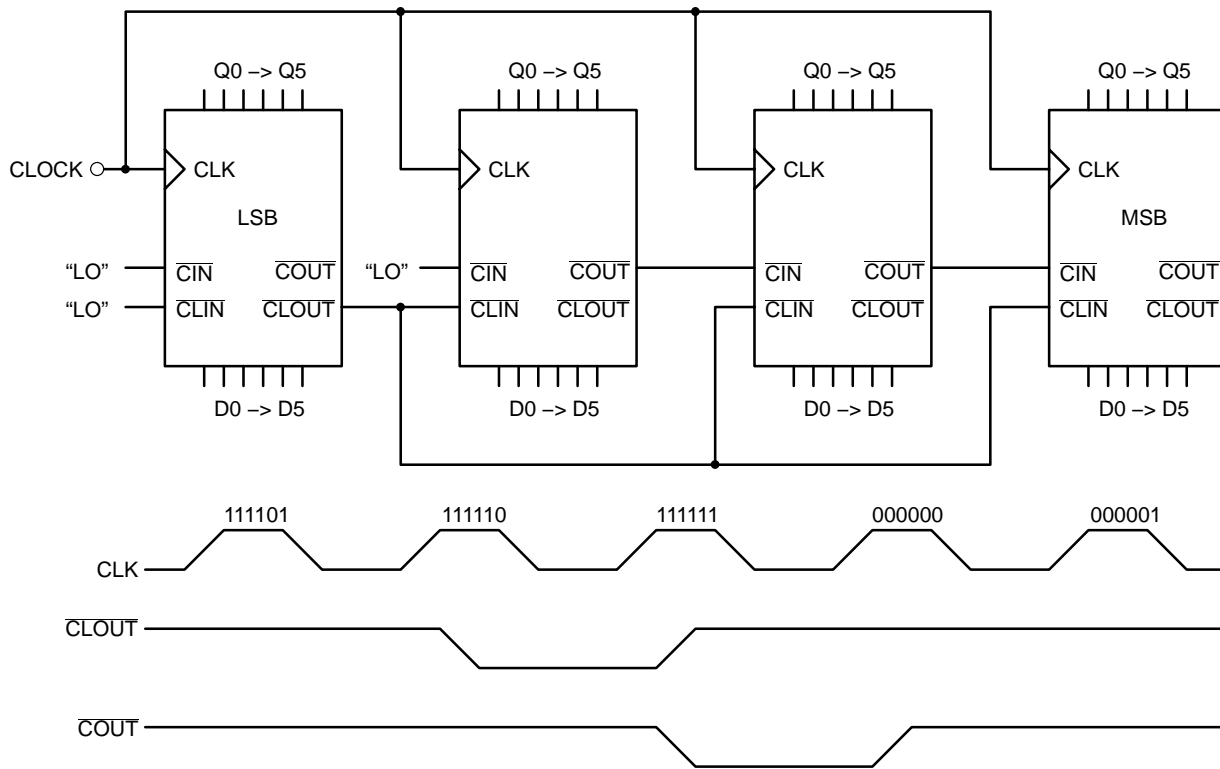 Q0 –> Q5 Q0 –> Q5 Q0 –> Q5 Q0 –> Q5
CLOCK CLK CLK CLK CLK
LSB MSB
“LO” CIN COUT “LO” CIN COUT CIN COUT CIN COUT
“LO” CLIN CLOUT CLIN CLOUT CLIN CLOUT CLIN CLOUT
D0 –> D5 D0 –> D5 D0 –> D5 D0 –> D5
111101 111110 111111 000000 000001
CLK
CLOUT
COUT